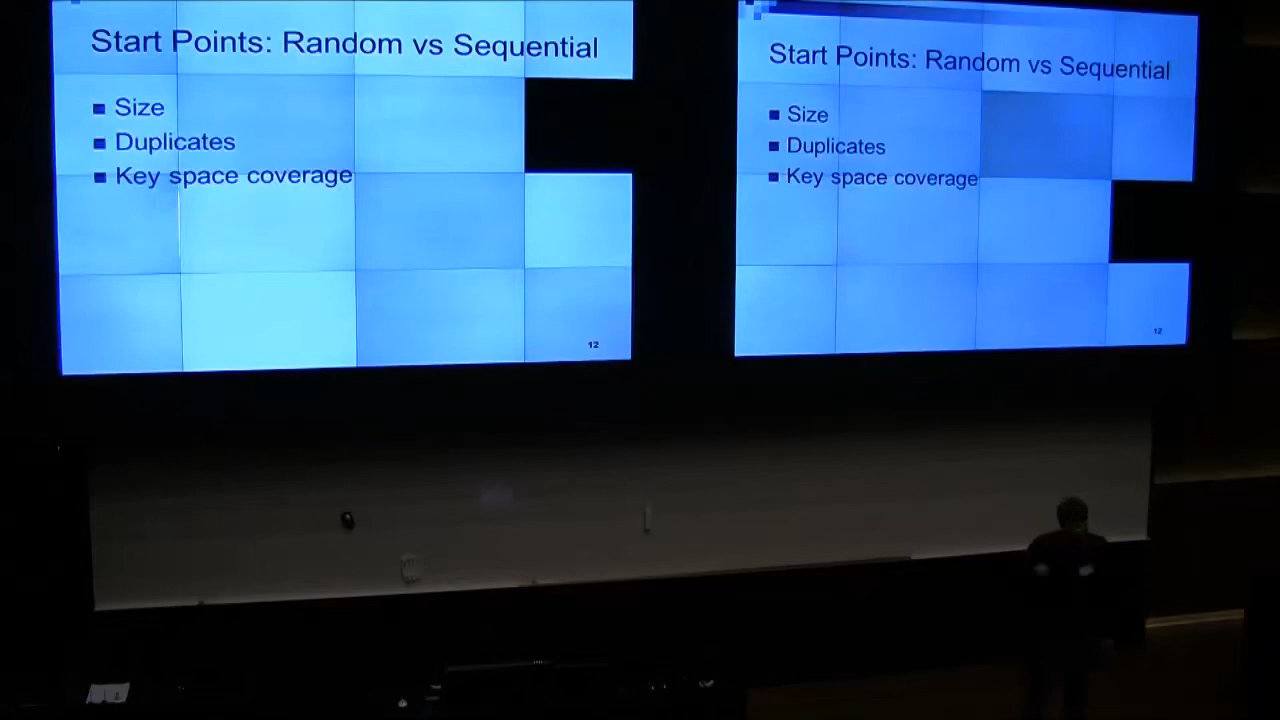 Start Points: Random vs Sequential
Size
Duplicates
Key space coverage
12
Start Points: Random vs Sequential
Size
Duplicates
Key space coverage
12